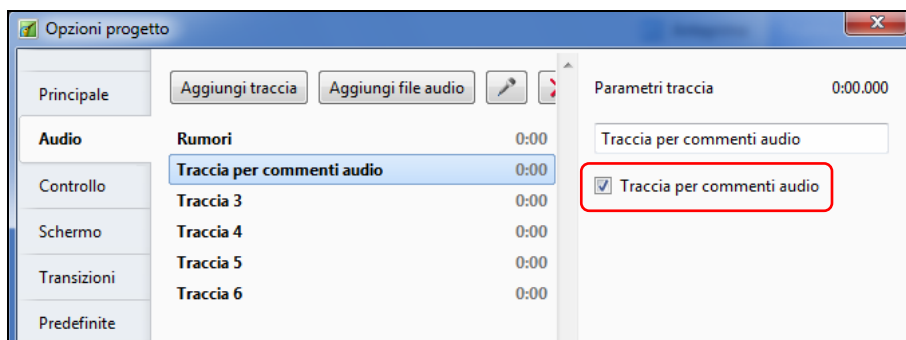 Opzioni progetto
Principale
Audio
Controllo
Schermo
Transizioni
Predefinite
Aggiungi traccia Aggiungi file audio
Rumori 0:00
Traccia per commenti audio 0:00
Traccia 3 0:00
Traccia 4 0:00
Traccia 5 0:00
Traccia 6 0:00
Parametri traccia 0:00.000
Traccia per commenti audio
Traccia per commenti audio